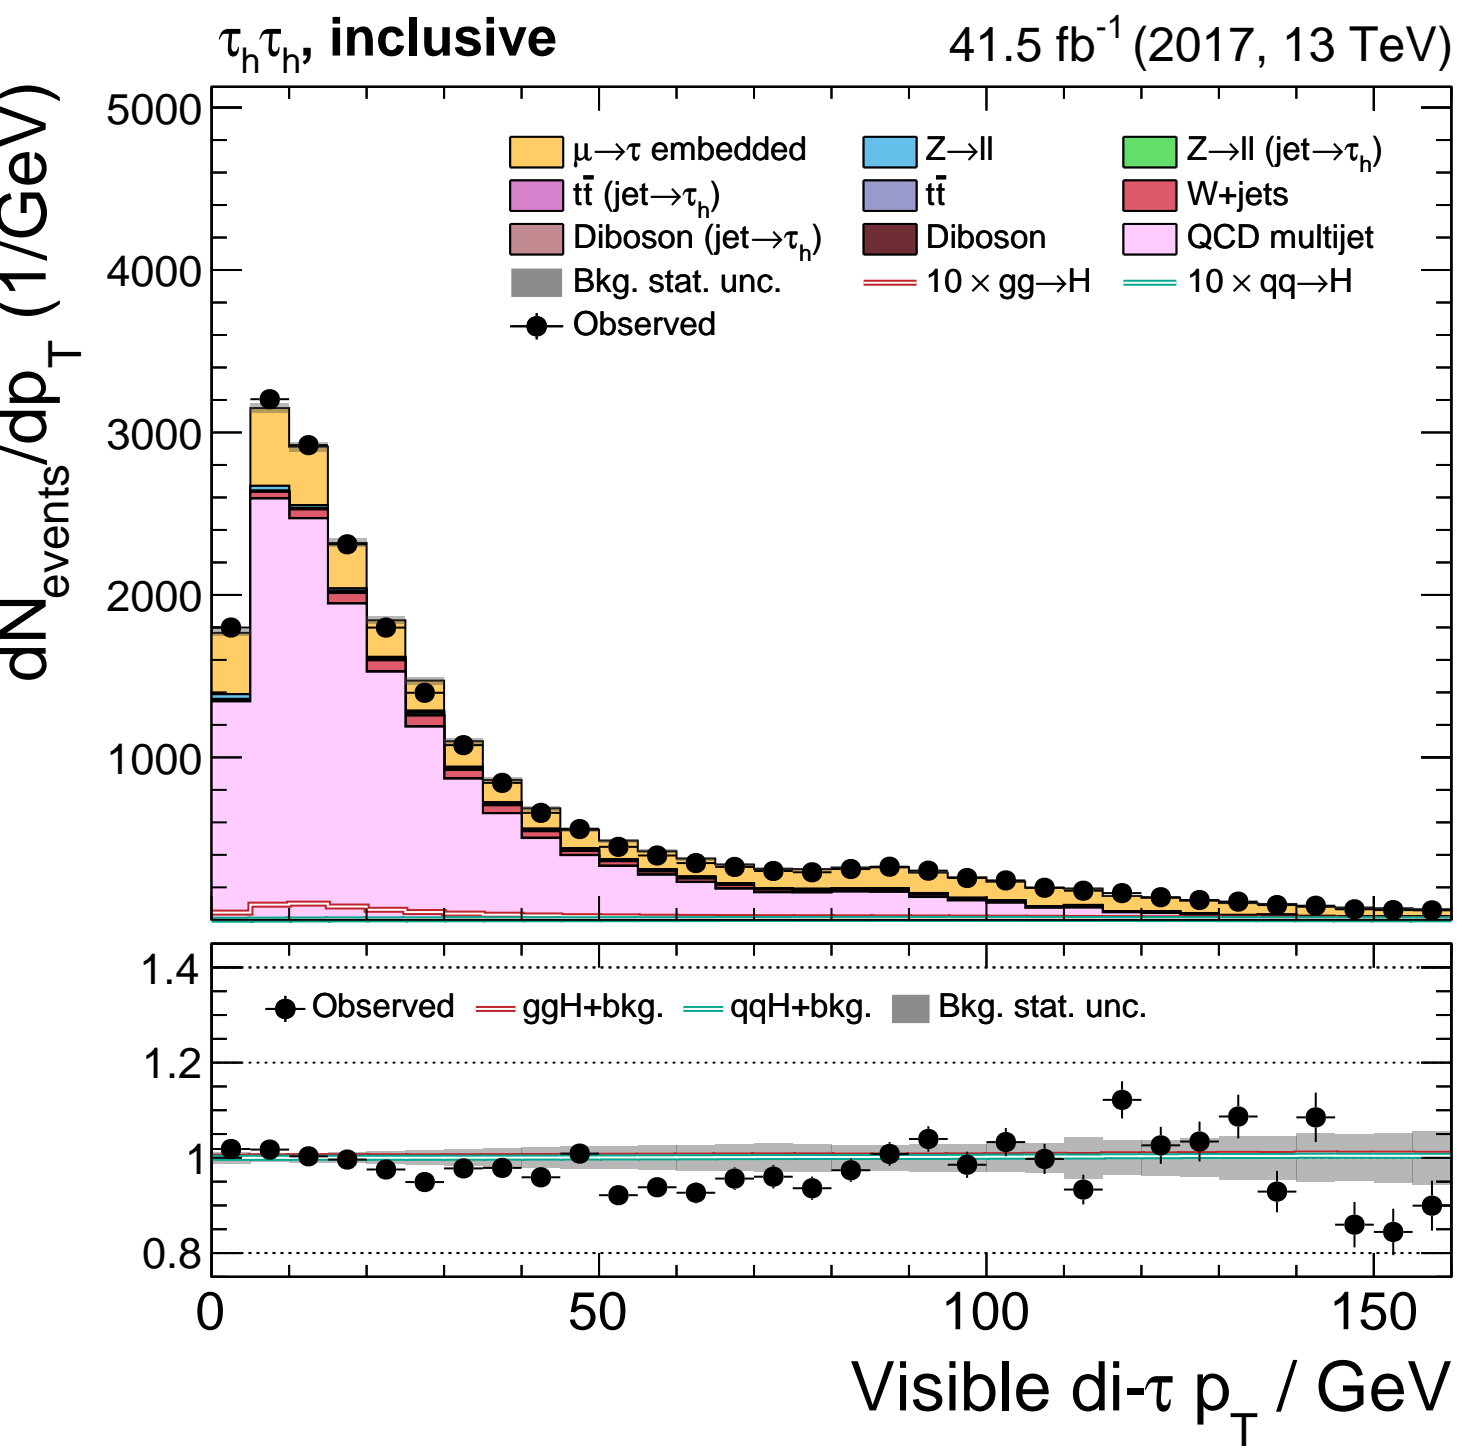 τhτh, inclusive
41.5 fb-1 (2017, 13 TeV)
dNevents/dpT (1/GeV)
5000
4000
3000
2000
1000
μ→τ embedded
Z→ll
Z→ll (jet→τh)
tt̄ (jet→τh)
tt̄
W+jets
Diboson (jet→τh)
Diboson
QCD multijet
Bkg. stat. unc.
10 × gg→H
10 × qq→H
Observed
1.4
1.2
1
0.8
Observed
ggH+bkg.
qqH+bkg.
Bkg. stat. unc.
0
50
100
150
Visible di-τ pT / GeV